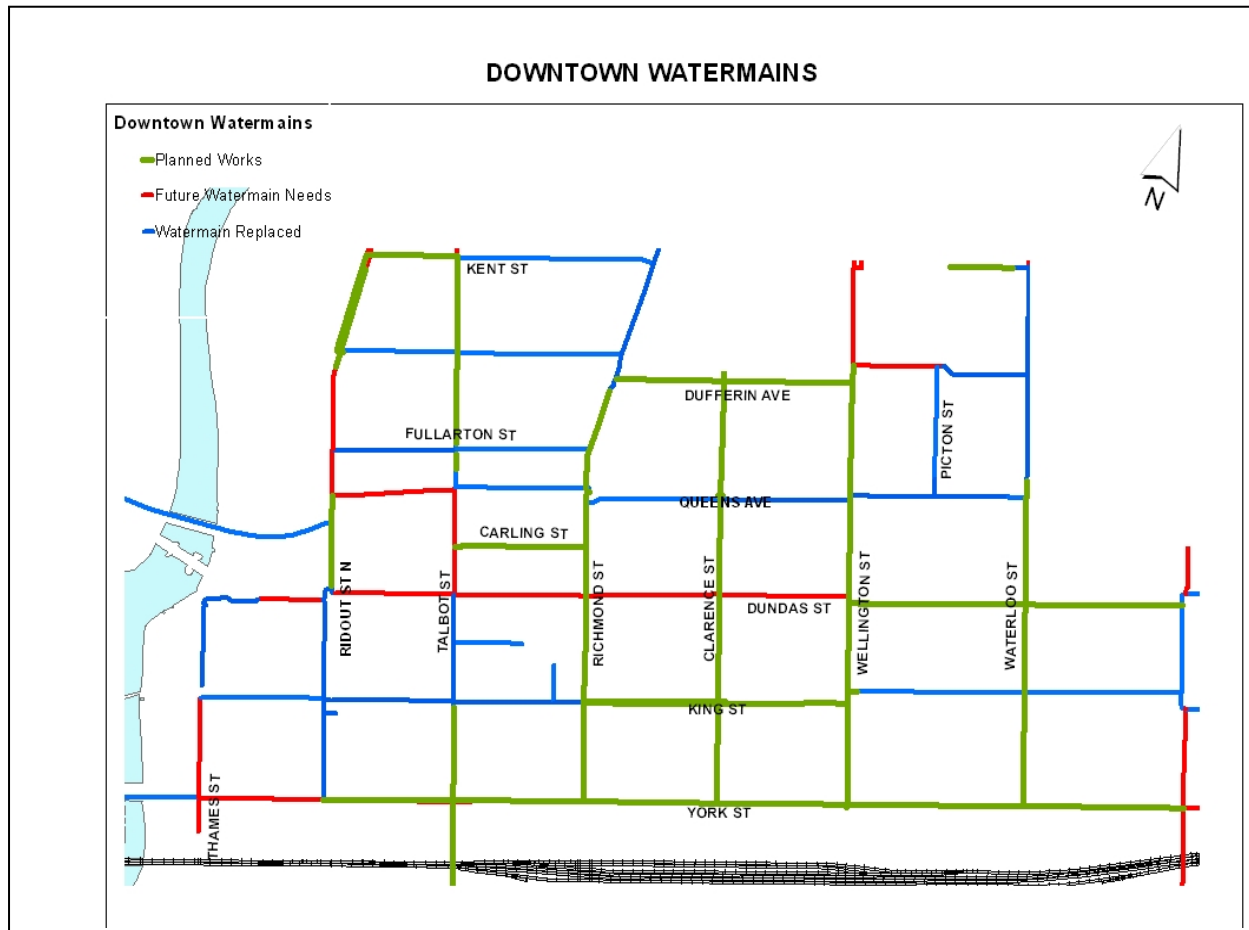 DOWNTOWN WATERMAINS
Downtown Watermains
Planned Works
Future Watermain Needs
Watermain Replaced
N
KENT ST
DUFFERIN AVE
FULLARTON ST
PICTON ST
QUEENS AVE
CARLING ST
RIDOUT ST N
TALBOT ST
RICHMOND ST
CLARENCE ST
WELLINGTON ST
WATERLOO ST
DUNDAS ST
KING ST
THAMES ST
YORK ST